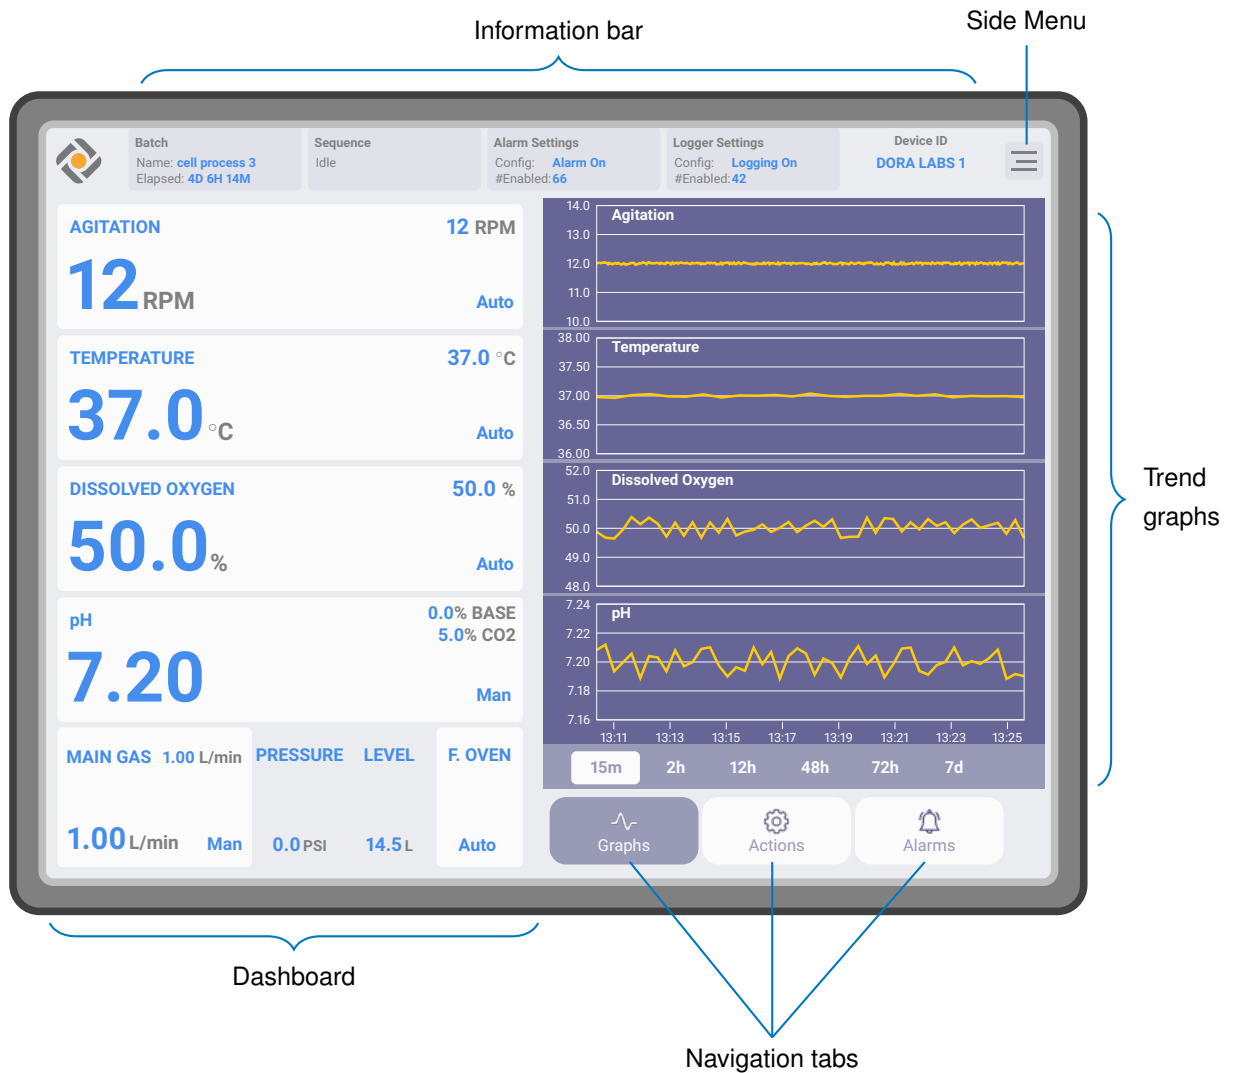 Information bar
Side Menu
Batch
Name: cell process 3
Elapsed: 4D 6H 14M
Sequence
Idle
Alarm Settings
Config: Alarm On
#Enabled: 66
Logger Settings
Config: Logging On
#Enabled: 42
Device ID
DORA LABS 1
AGITATION
12 RPM
12 RPM
Auto
TEMPERATURE
37.0 °C
37.0 °C
Auto
DISSOLVED OXYGEN
50.0 %
50.0 %
Auto
pH
0.0% BASE
5.0% CO2
7.20
Man
MAIN GAS 1.00 L/min
1.00 L/min
Man
PRESSURE
0.0 PSI
LEVEL
14.5 L
F. OVEN
Auto
14.0
Agitation
13.0
12.0
11.0
10.0
38.00
Temperature
37.50
37.00
36.50
36.00
52.0
Dissolved Oxygen
51.0
50.0
49.0
48.0
7.24
pH
7.22
7.20
7.18
7.16
13:11 13:13 13:15 13:17 13:19 13:21 13:23 13:25
15m 2h 12h 48h 72h 7d
Graphs
Actions
Alarms
Trend
graphs
Dashboard
Navigation tabs